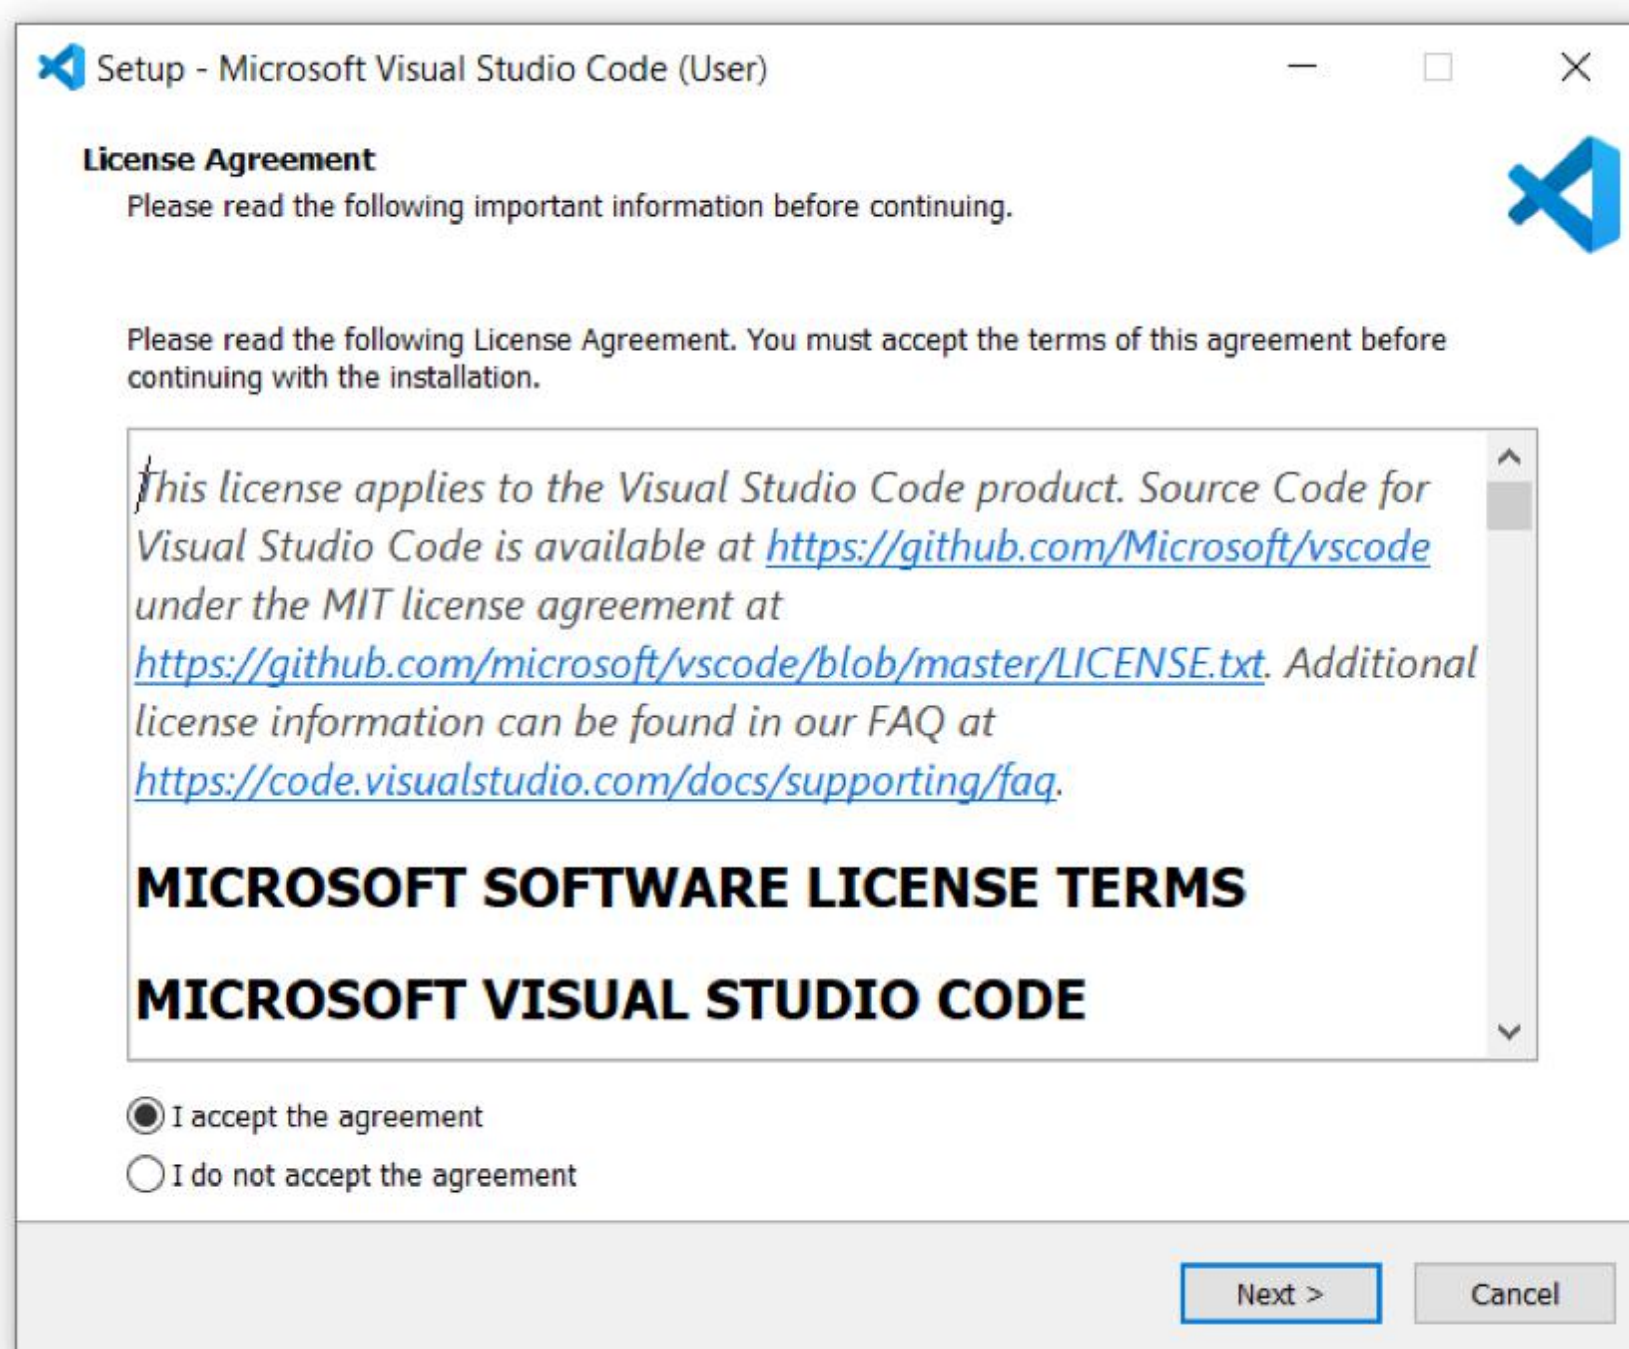 Setup - Microsoft Visual Studio Code (User)
License Agreement
Please read the following important information before continuing.
Please read the following License Agreement. You must accept the terms of this agreement before
continuing with the installation.
This license applies to the Visual Studio Code product. Source Code for
Visual Studio Code is available at https://github.com/Microsoft/vscode
under the MIT license agreement at
https://github.com/microsoft/vscode/blob/master/LICENSE.txt. Additional
license information can be found in our FAQ at
https://code.visualstudio.com/docs/supporting/faq.
MICROSOFT SOFTWARE LICENSE TERMS
MICROSOFT VISUAL STUDIO CODE
I accept the agreement
I do not accept the agreement
Next >
Cancel